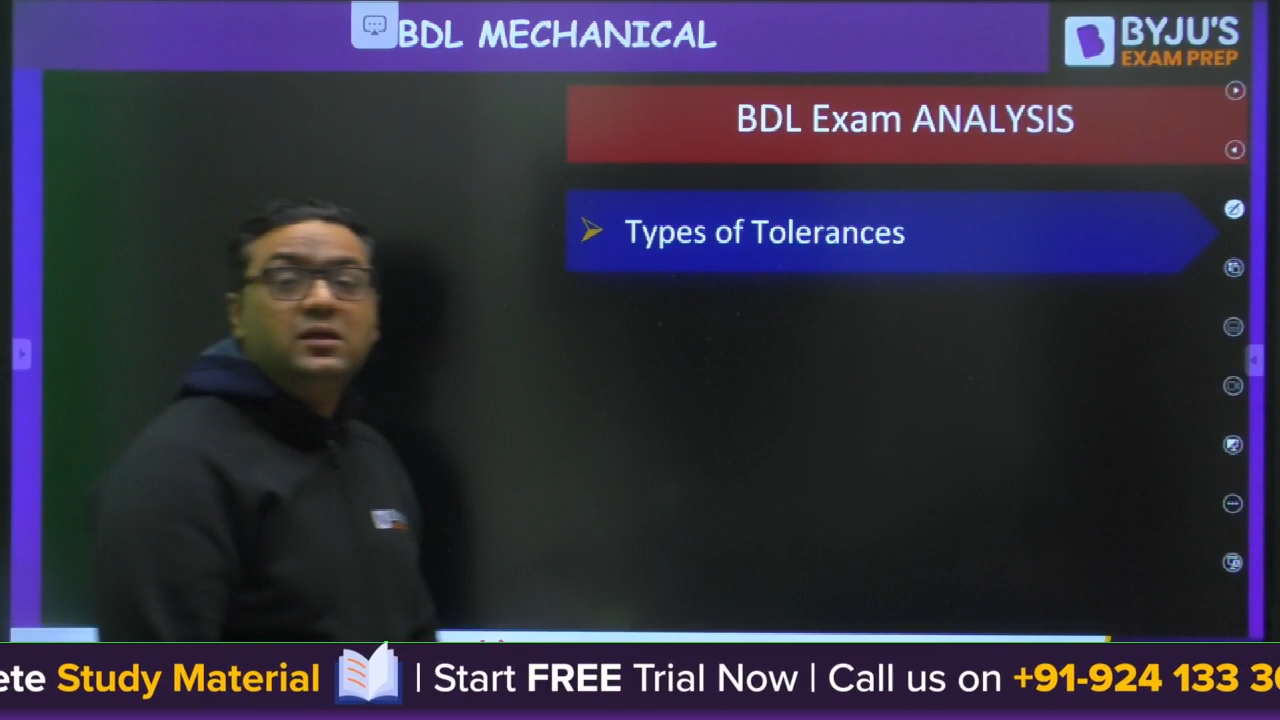 BDL MECHANICAL
BYJU'S
EXAM PREP
BDL Exam ANALYSIS
Types of Tolerances
ete Study Material | Start FREE Trial Now | Call us on +91-924 133 3